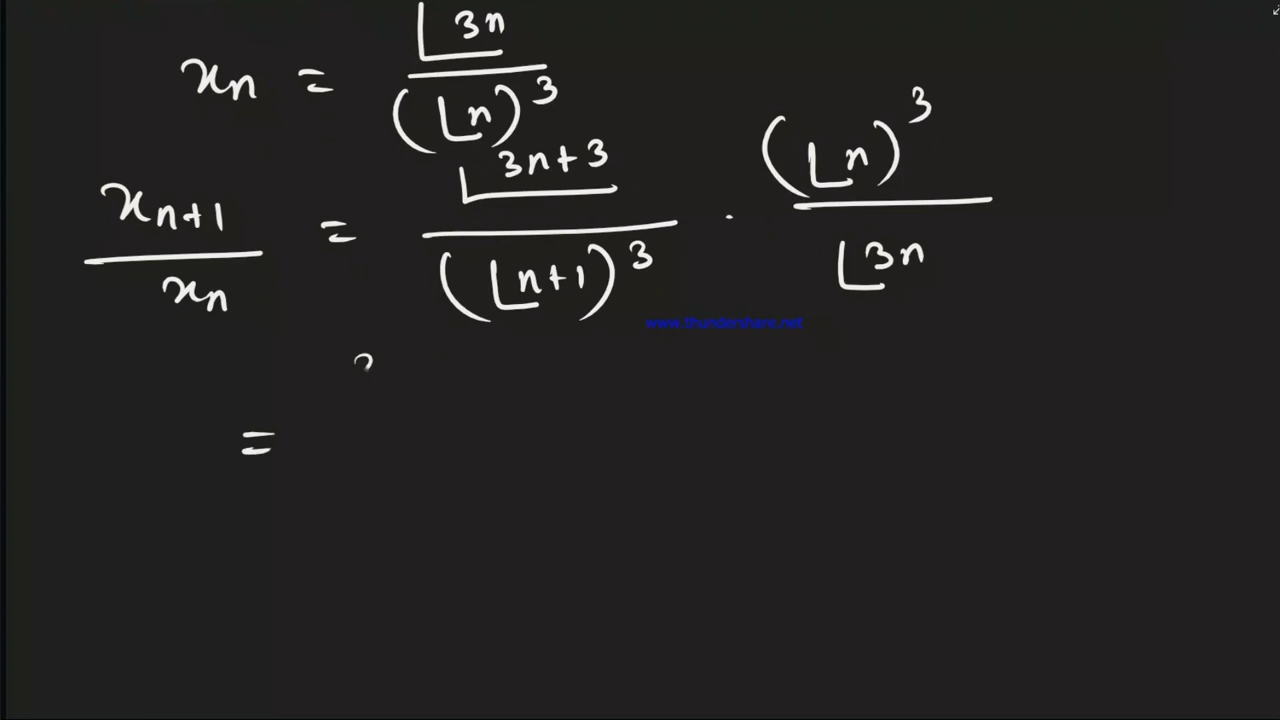 xₙ = ⌊3n / (⌊n)³
xₙ₊₁ / xₙ = ⌊3n+3 / (⌊n+1)³ · (⌊n)³ / ⌊3n
www.thundershare.net
=